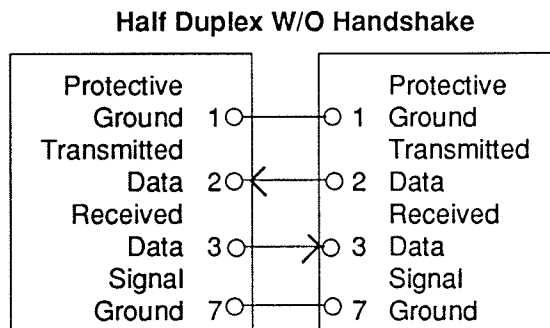 Half Duplex W/O Handshake
Protective Protective
Ground 1 1 Ground
Transmitted Transmitted
Data 2 2 Data
Received Received
Data 3 3 Data
Signal Signal
Ground 7 7 Ground